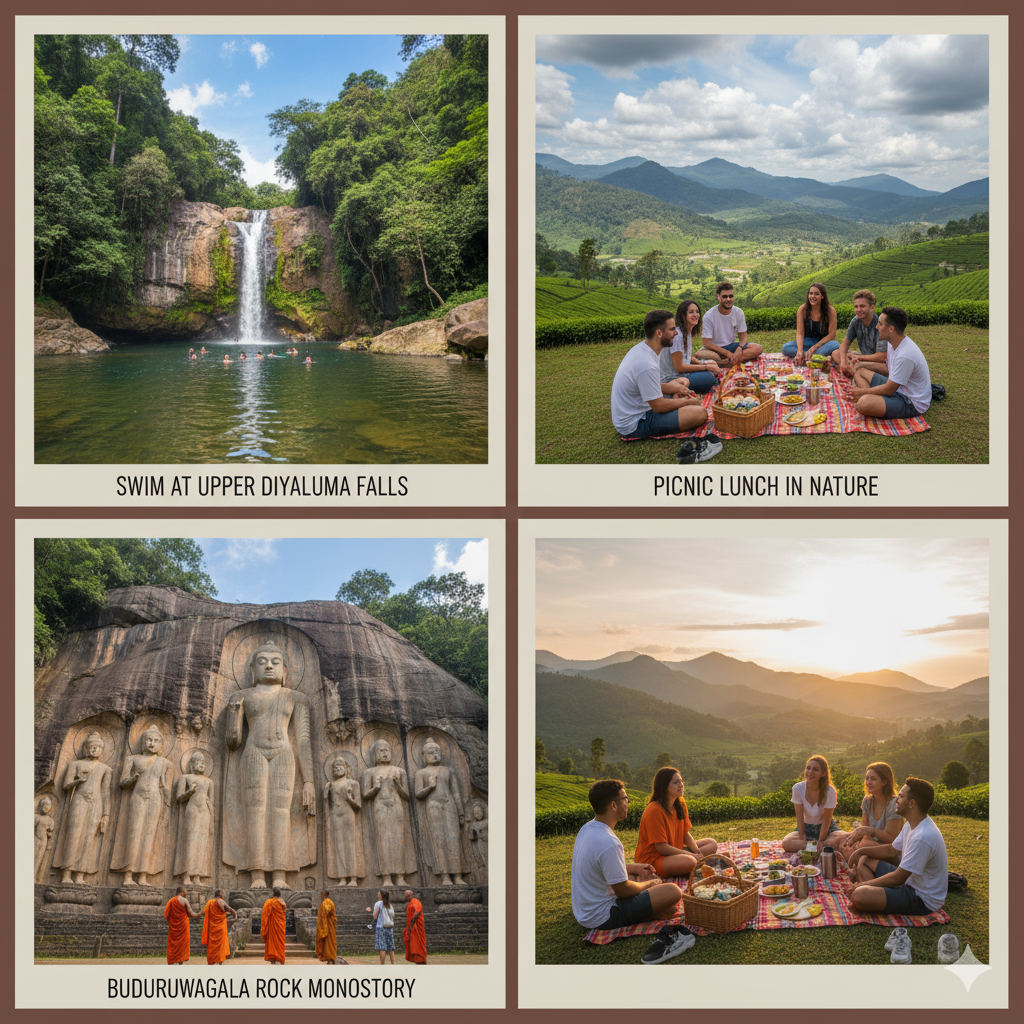 SWIM AT UPPER DIYALUMA FALLS
PICNIC LUNCH IN NATURE
BUDURUWAGALA ROCK MONOSTORY